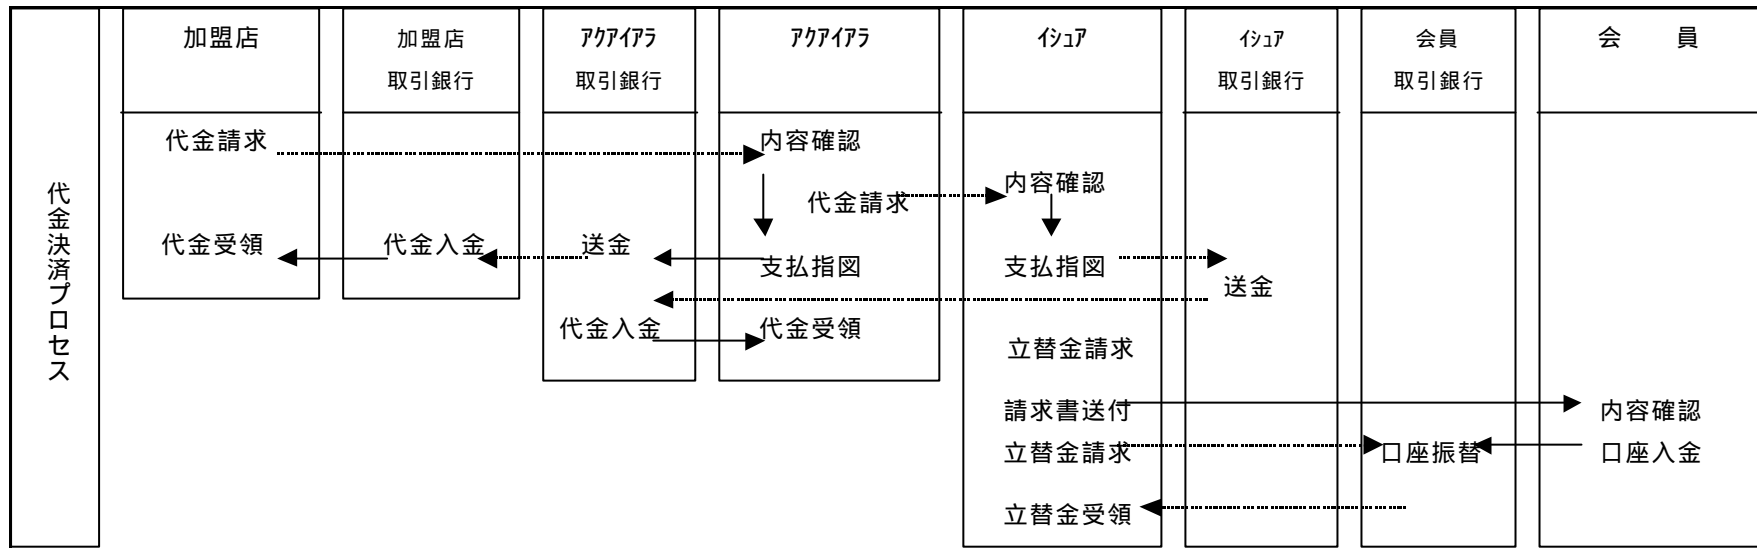 加盟店
加盟店
取引銀行
ｱｸｱｲｱﾗ
取引銀行
ｱｸｱｲｱﾗ
ｲｼｭｱ
ｲｼｭｱ
取引銀行
会員
取引銀行
会　員
代金決済プロセス
代金請求
内容確認
代金請求
内容確認
代金受領
代金入金
送金
支払指図
支払指図
送金
代金入金
代金受領
立替金請求
請求書送付
内容確認
立替金請求
口座振替
口座入金
立替金受領